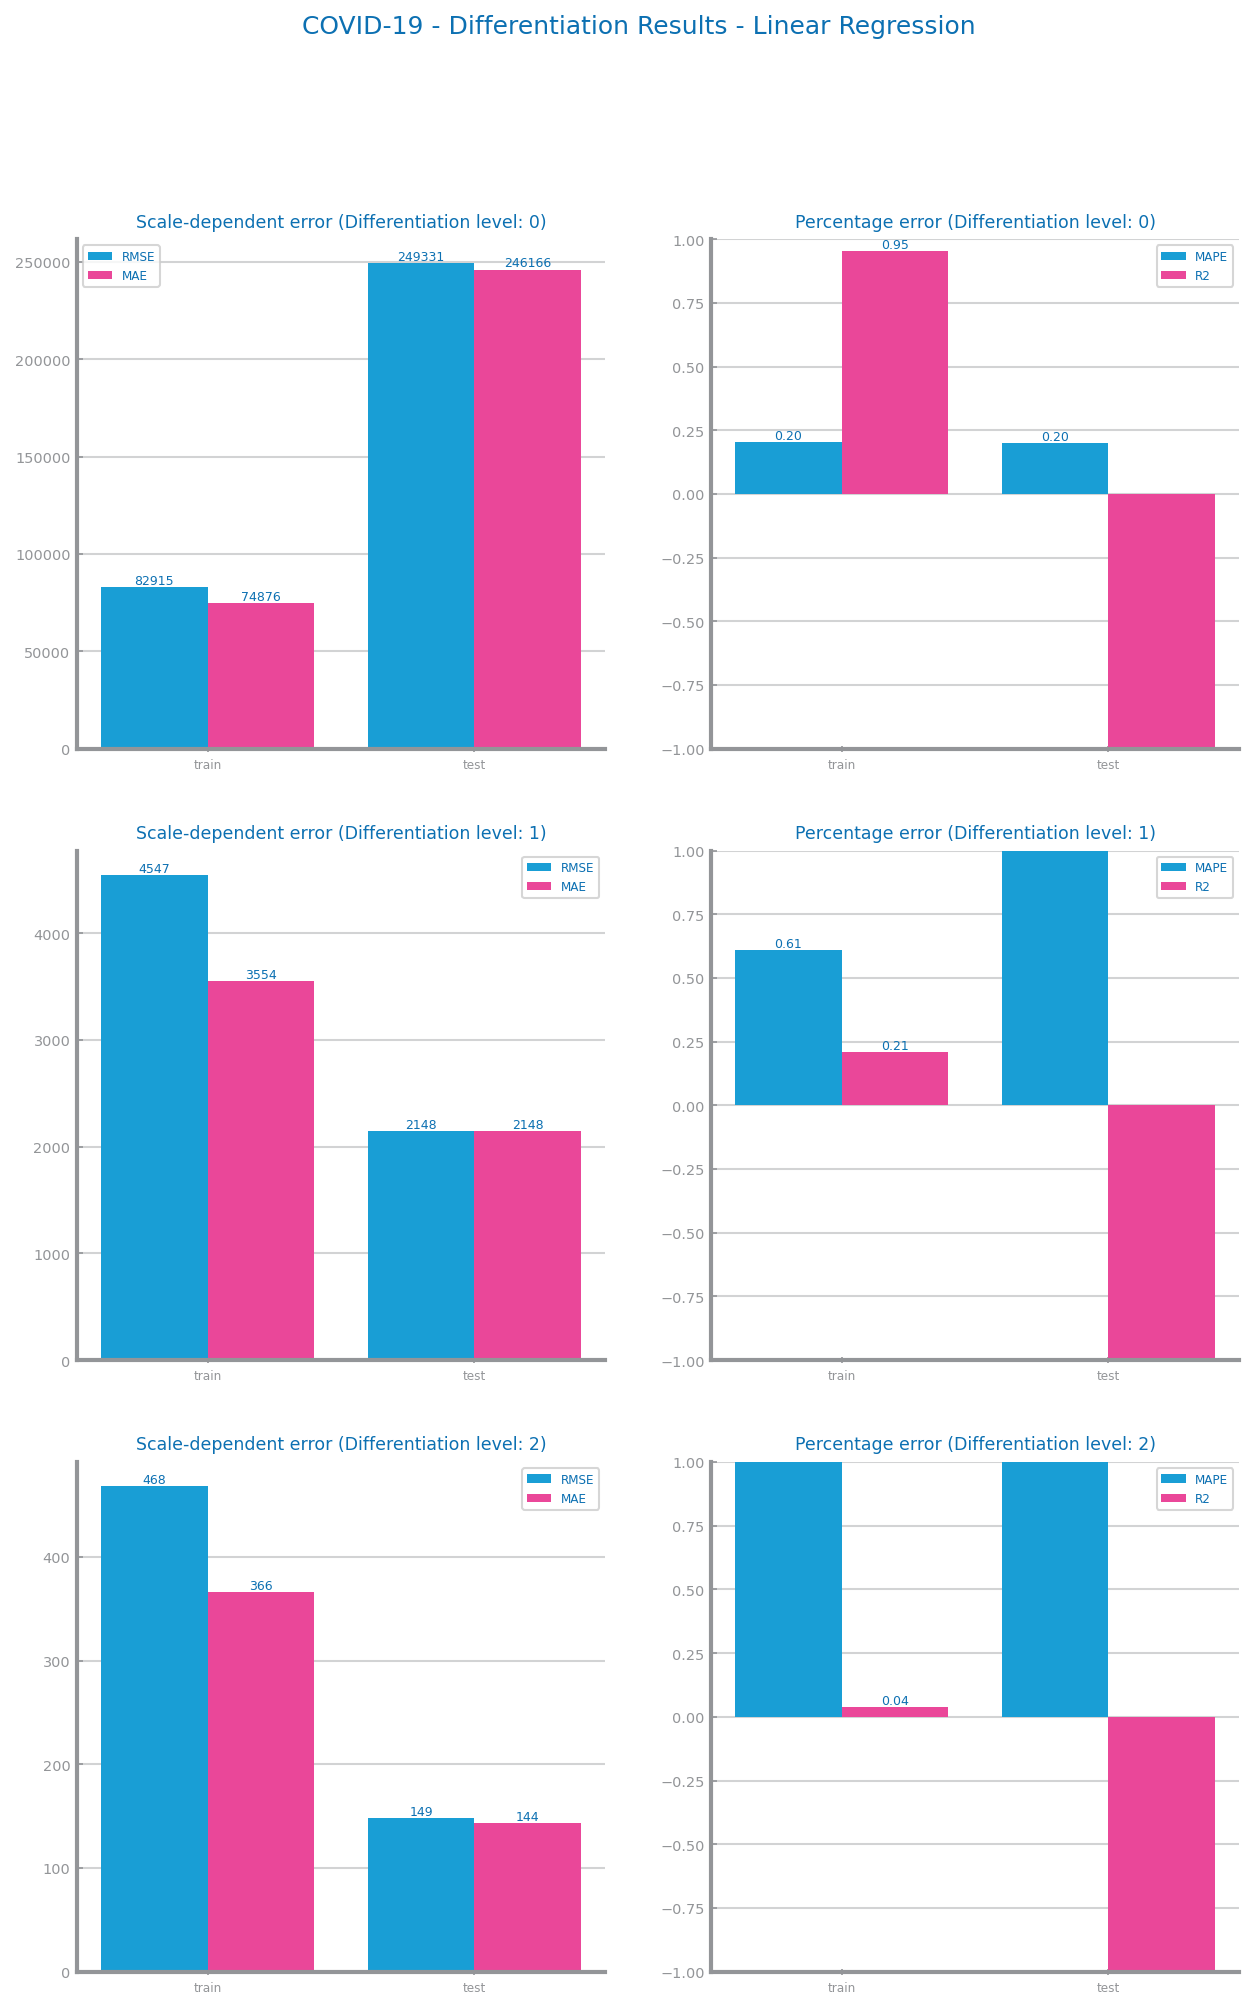 COVID-19 - Differentiation Results - Linear Regression
Scale-dependent error (Differentiation level: 0)
RMSE
MAE
250000
200000
150000
100000
50000
0
82915
74876
249331
246166
train
test
Percentage error (Differentiation level: 0)
MAPE
R2
1.00
0.75
0.50
0.25
0.00
−0.25
−0.50
−0.75
−1.00
0.20
0.95
0.20
train
test
Scale-dependent error (Differentiation level: 1)
RMSE
MAE
4000
3000
2000
1000
0
4547
3554
2148
2148
train
test
Percentage error (Differentiation level: 1)
MAPE
R2
1.00
0.75
0.50
0.25
0.00
−0.25
−0.50
−0.75
−1.00
0.61
0.21
train
test
Scale-dependent error (Differentiation level: 2)
RMSE
MAE
400
300
200
100
0
468
366
149
144
train
test
Percentage error (Differentiation level: 2)
MAPE
R2
1.00
0.75
0.50
0.25
0.00
−0.25
−0.50
−0.75
−1.00
0.04
train
test